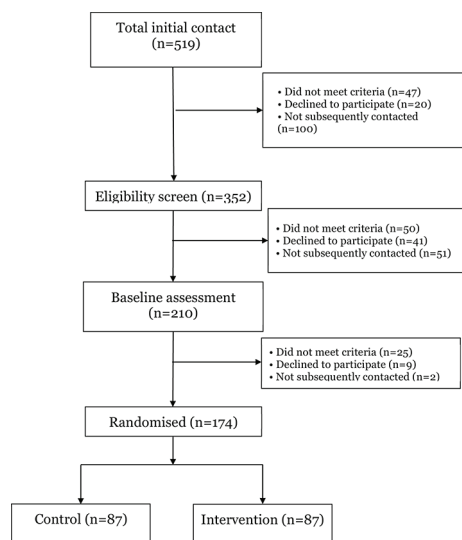 Total initial contact
(n=519)
• Did not meet criteria (n=47)
• Declined to participate (n=20)
• Not subsequently contacted
(n=100)
Eligibility screen (n=352)
• Did not meet criteria (n=50)
• Declined to participate (n=41)
• Not subsequently contacted (n=51)
Baseline assessment
(n=210)
• Did not meet criteria (n=25)
• Declined to participate (n=9)
• Not subsequently contacted (n=2)
Randomised (n=174)
Control (n=87)
Intervention (n=87)